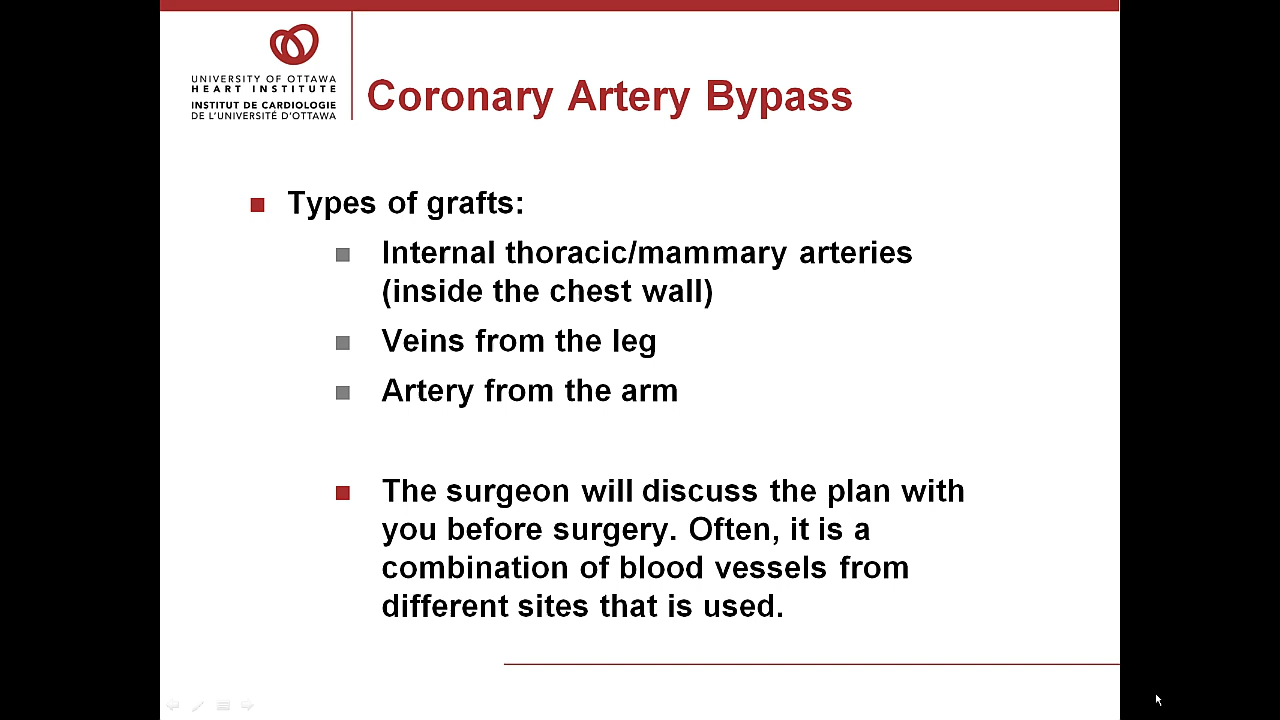 UNIVERSITY OF OTTAWA
HEART INSTITUTE
INSTITUT DE CARDIOLOGIE
DE L'UNIVERSITÉ D'OTTAWA
Coronary Artery Bypass
Types of grafts:
Internal thoracic/mammary arteries
(inside the chest wall)
Veins from the leg
Artery from the arm
The surgeon will discuss the plan with
you before surgery. Often, it is a
combination of blood vessels from
different sites that is used.